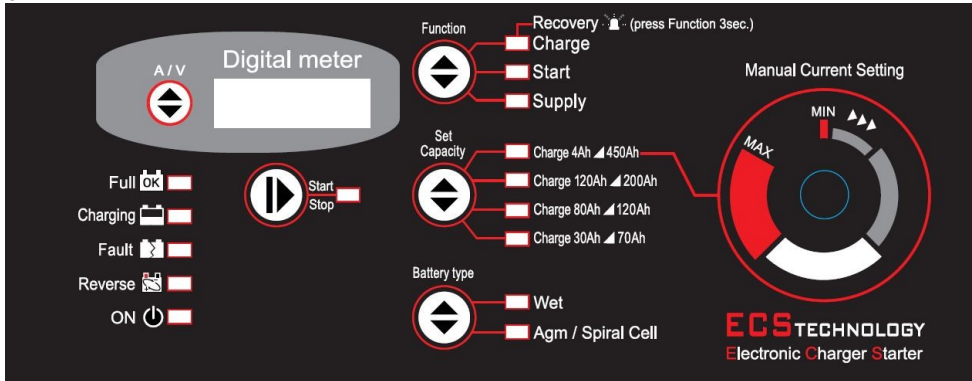 A / V
Digital meter
Full OK
Charging
Fault
Reverse
ON
Start
Stop
Function
Recovery (press Function 3sec.)
Charge
Start
Supply
Set
Capacity
Charge 4Ah 450Ah
Charge 120Ah 200Ah
Charge 80Ah 120Ah
Charge 30Ah 70Ah
Battery type
Wet
Agm / Spiral Cell
Manual Current Setting
MIN
MAX
ECS TECHNOLOGY
Electronic Charger Starter